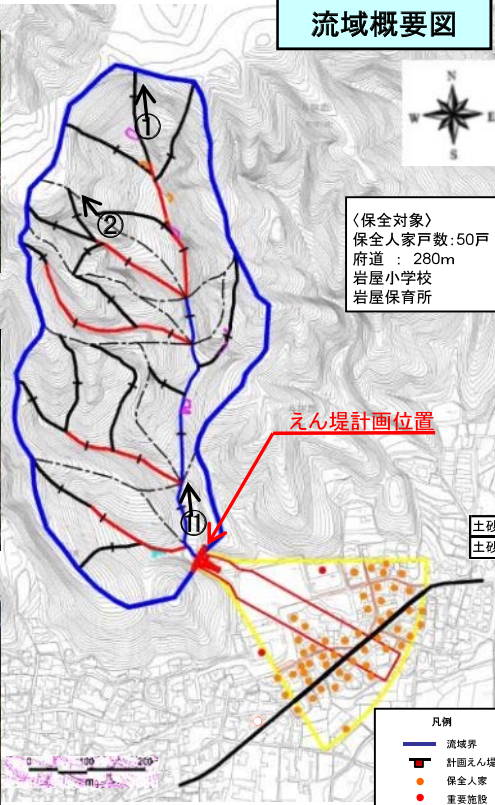 流域概要図
N
W E
S
①
②
〈保全対象〉
保全人家戸数:50戸
府道 : 280m
岩屋小学校
岩屋保育所
えん堤計画位置
⑪
土砂
土砂
凡例
流域界
計画えん堤
保全人家
重要施設
0 100 200
m